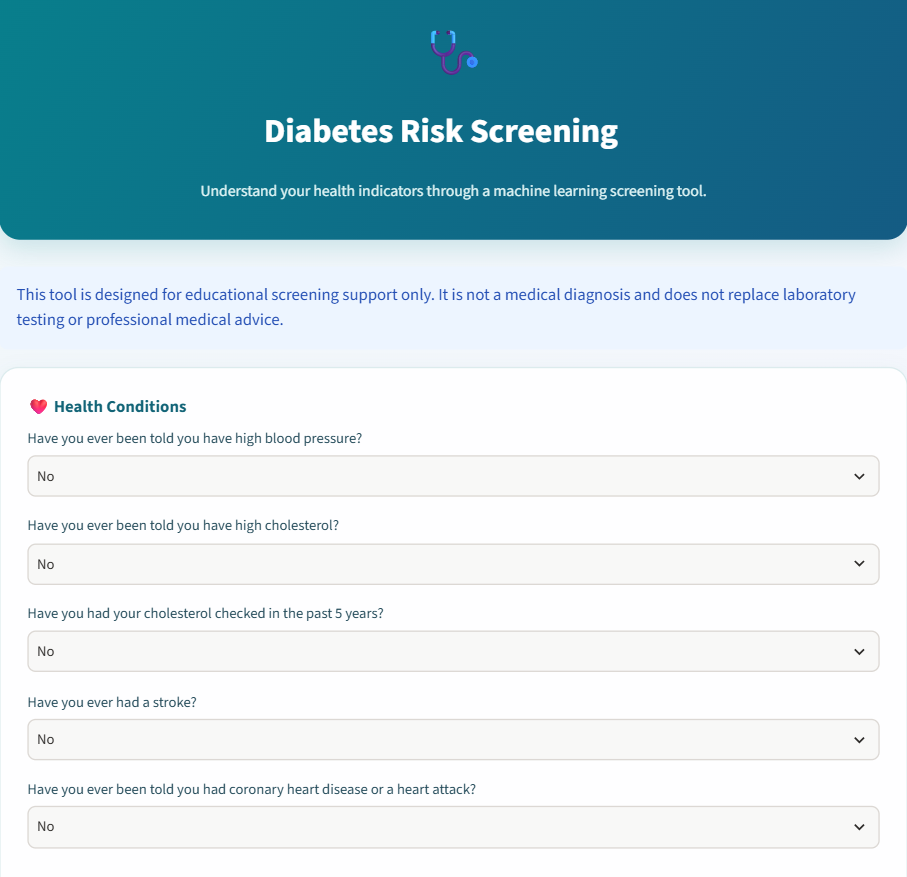 Diabetes Risk Screening
Understand your health indicators through a machine learning screening tool.
This tool is designed for educational screening support only. It is not a medical diagnosis and does not replace laboratory
testing or professional medical advice.
Health Conditions
Have you ever been told you have high blood pressure?
No
Have you ever been told you have high cholesterol?
No
Have you had your cholesterol checked in the past 5 years?
No
Have you ever had a stroke?
No
Have you ever been told you had coronary heart disease or a heart attack?
No